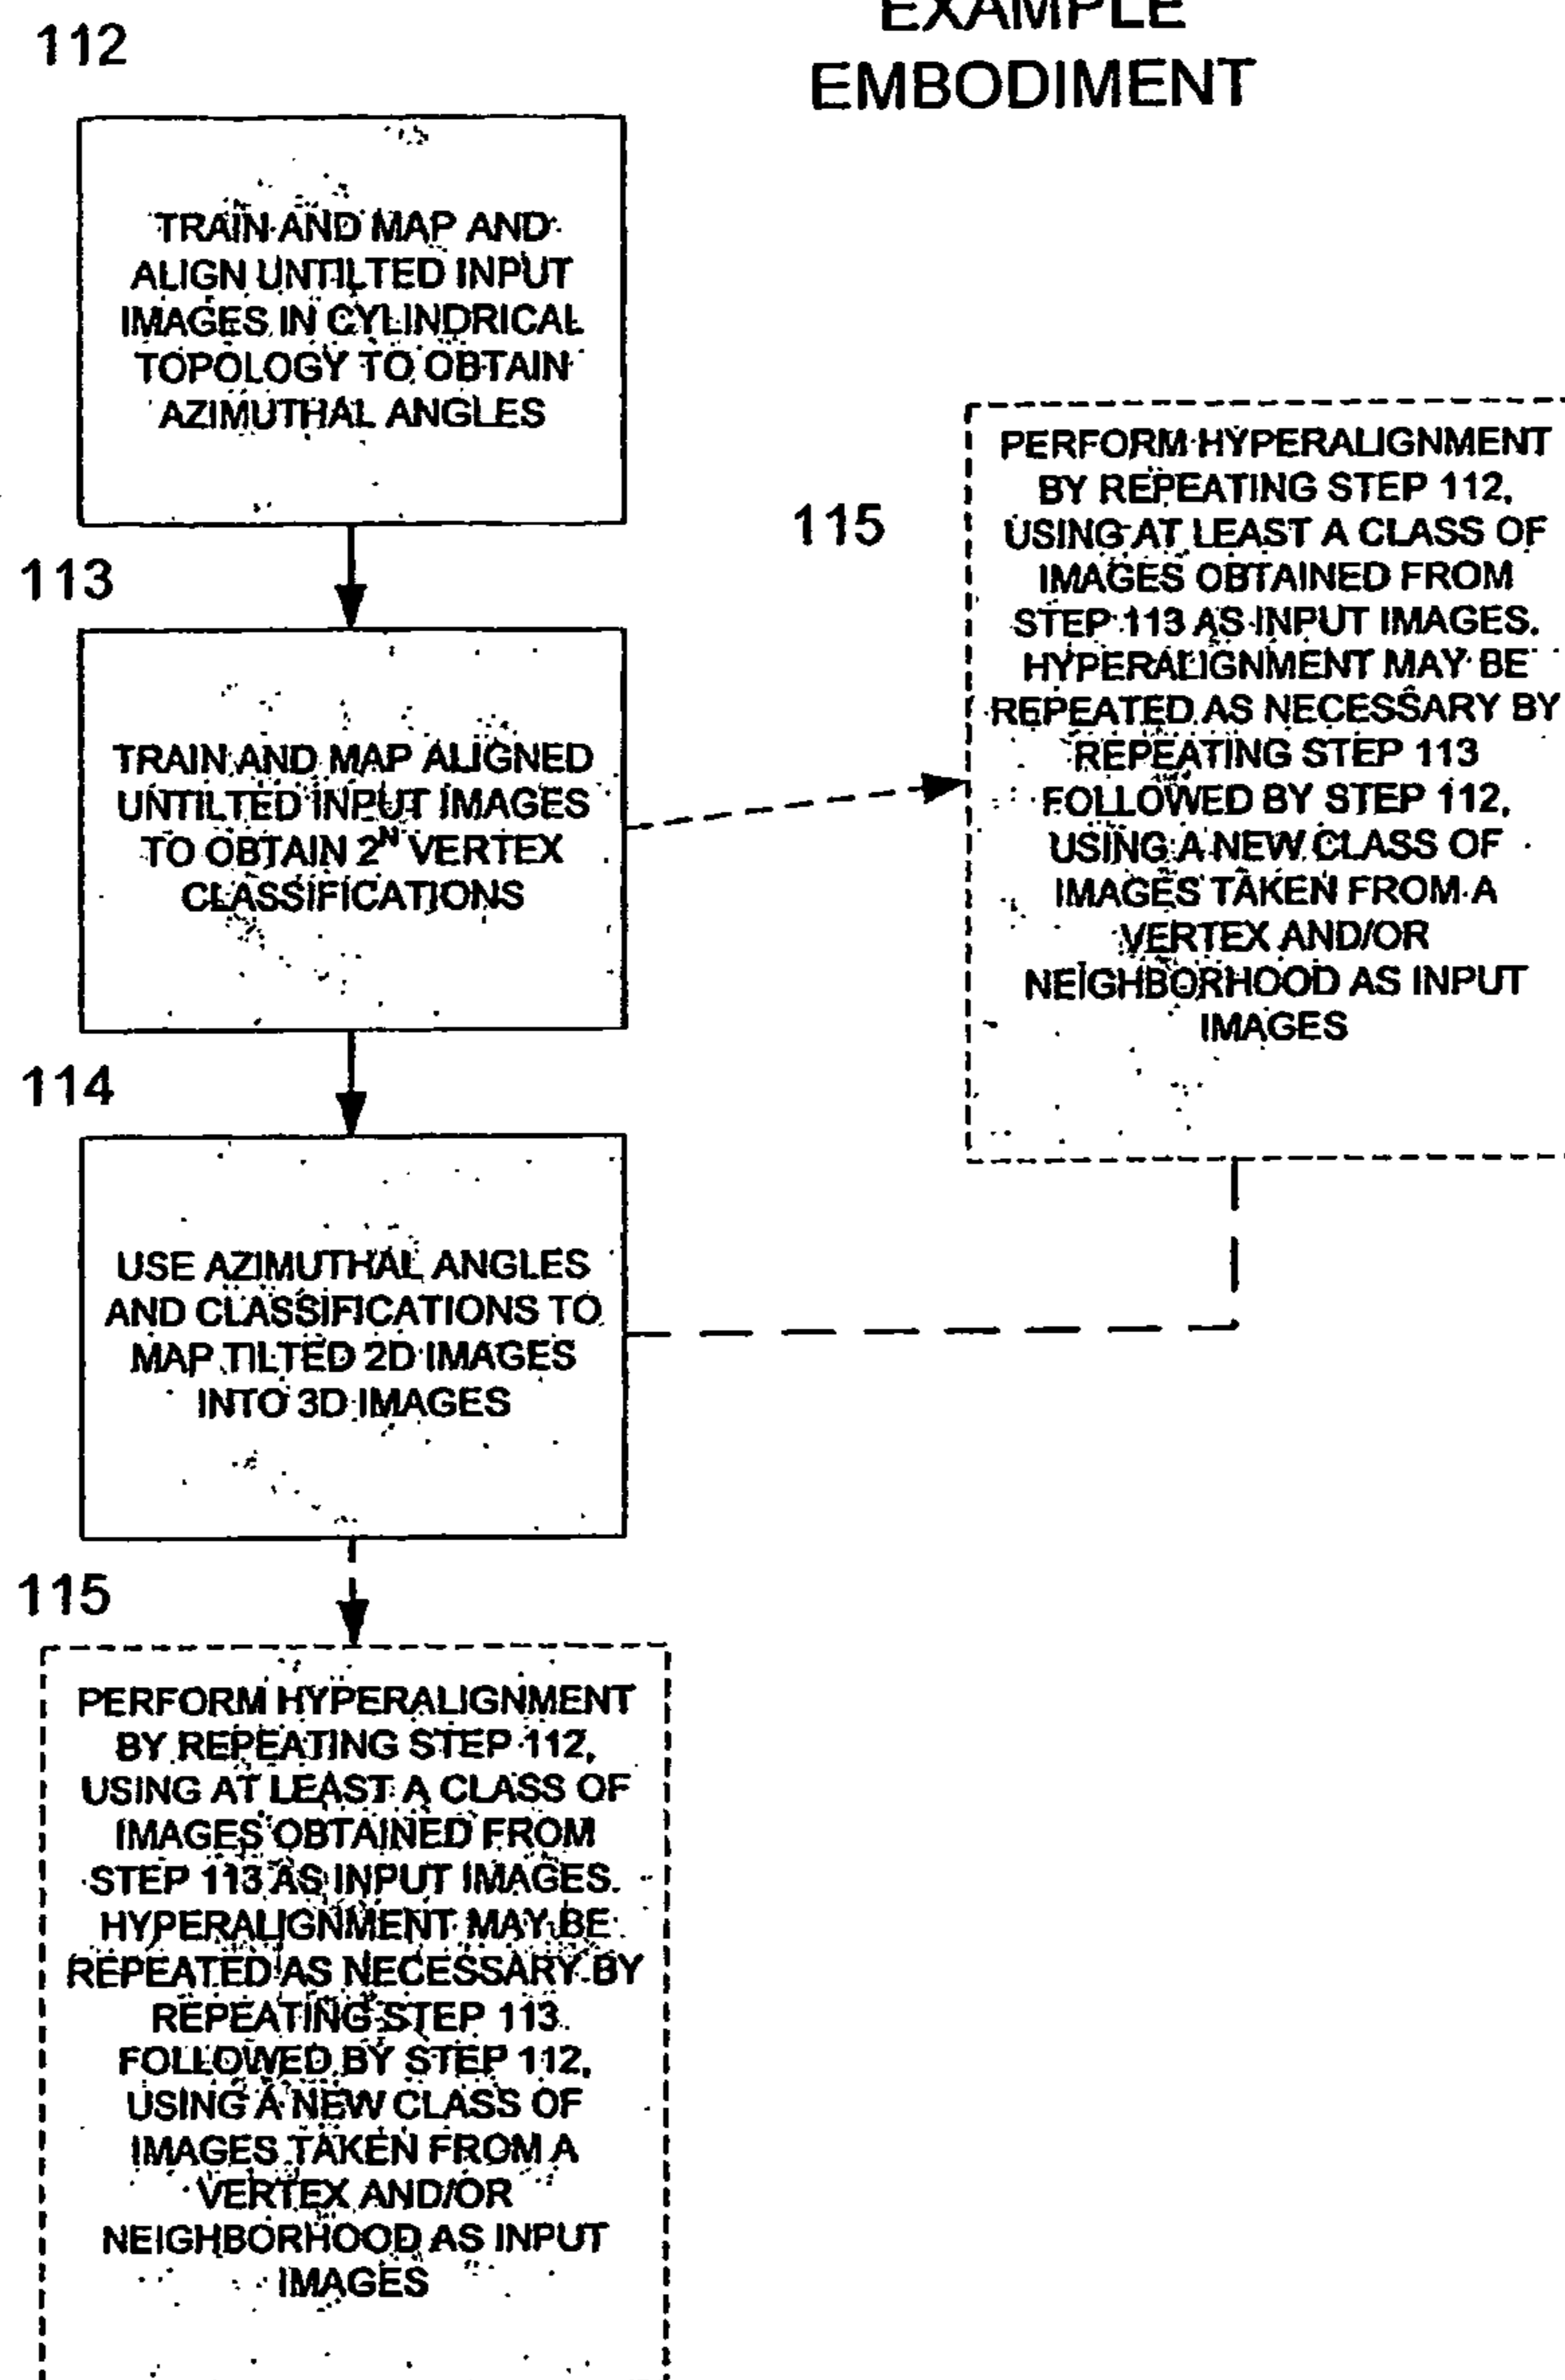 EXAMPLE
EMBODIMENT
112
TRAIN AND MAP AND
ALIGN UNTILTED INPUT
IMAGES IN CYLINDRICAL
TOPOLOGY TO OBTAIN
AZIMUTHAL ANGLES
113
TRAIN AND MAP ALIGNED
UNTILTED INPUT IMAGES
TO OBTAIN 2^N VERTEX
CLASSIFICATIONS
115
PERFORM HYPERALIGNMENT
BY REPEATING STEP 112,
USING AT LEAST A CLASS OF
IMAGES OBTAINED FROM
STEP 113 AS INPUT IMAGES.
HYPERALIGNMENT MAY BE
REPEATED AS NECESSARY BY
REPEATING STEP 113
FOLLOWED BY STEP 112,
USING A NEW CLASS OF
IMAGES TAKEN FROM A
VERTEX AND/OR
NEIGHBORHOOD AS INPUT
IMAGES
114
USE AZIMUTHAL ANGLES
AND CLASSIFICATIONS TO
MAP TILTED 2D IMAGES
INTO 3D IMAGES
115
PERFORM HYPERALIGNMENT
BY REPEATING STEP 112,
USING AT LEAST A CLASS OF
IMAGES OBTAINED FROM
STEP 113 AS INPUT IMAGES.
HYPERALIGNMENT MAY BE
REPEATED AS NECESSARY BY
REPEATING STEP 113
FOLLOWED BY STEP 112,
USING A NEW CLASS OF
IMAGES TAKEN FROM A
VERTEX AND/OR
NEIGHBORHOOD AS INPUT
IMAGES